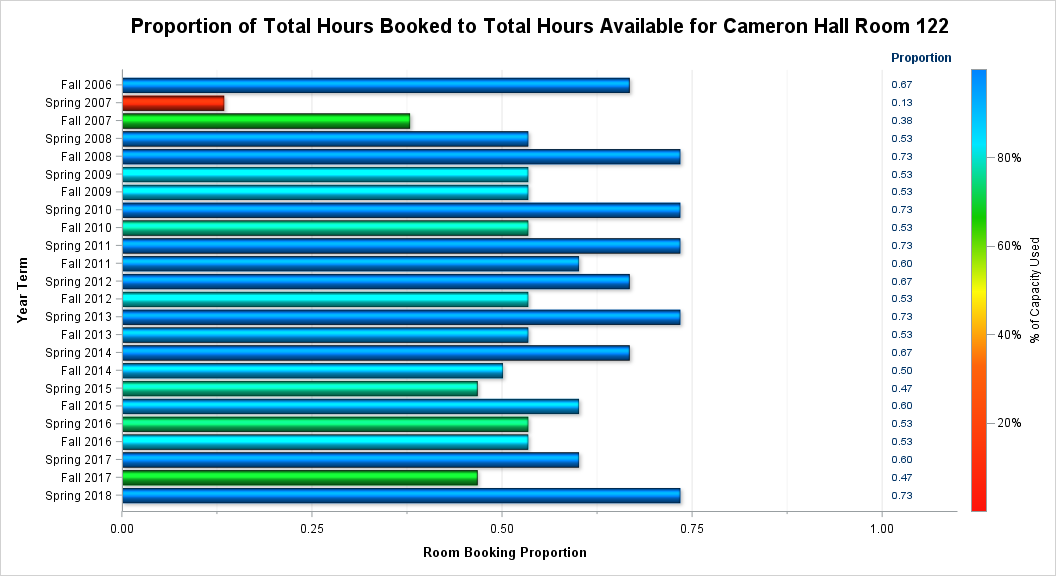 Proportion of Total Hours Booked to Total Hours Available for Cameron Hall Room 122
Proportion
Fall 2006 0.67
Spring 2007 0.13
Fall 2007 0.38
Spring 2008 0.53
Fall 2008 0.73
Spring 2009 0.53
Fall 2009 0.53
Spring 2010 0.73
Fall 2010 0.53
Spring 2011 0.73
Fall 2011 0.60
Spring 2012 0.67
Fall 2012 0.53
Spring 2013 0.73
Fall 2013 0.53
Spring 2014 0.67
Fall 2014 0.50
Spring 2015 0.47
Fall 2015 0.60
Spring 2016 0.53
Fall 2016 0.53
Spring 2017 0.60
Fall 2017 0.47
Spring 2018 0.73
Year Term
0.00 0.25 0.50 0.75 1.00
Room Booking Proportion
80%
60%
40%
20%
% of Capacity Used